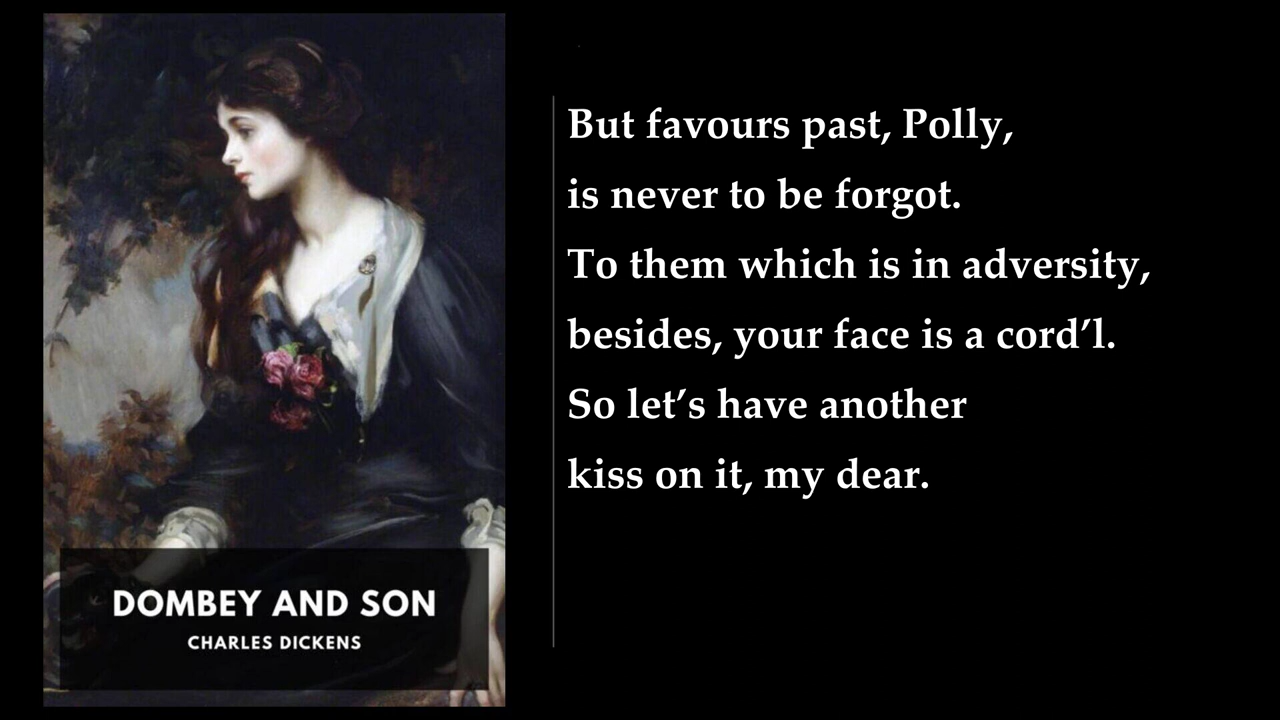 But favours past, Polly,
is never to be forgot.
To them which is in adversity,
besides, your face is a cord’l.
So let’s have another
kiss on it, my dear.
DOMBEY AND SON
CHARLES DICKENS